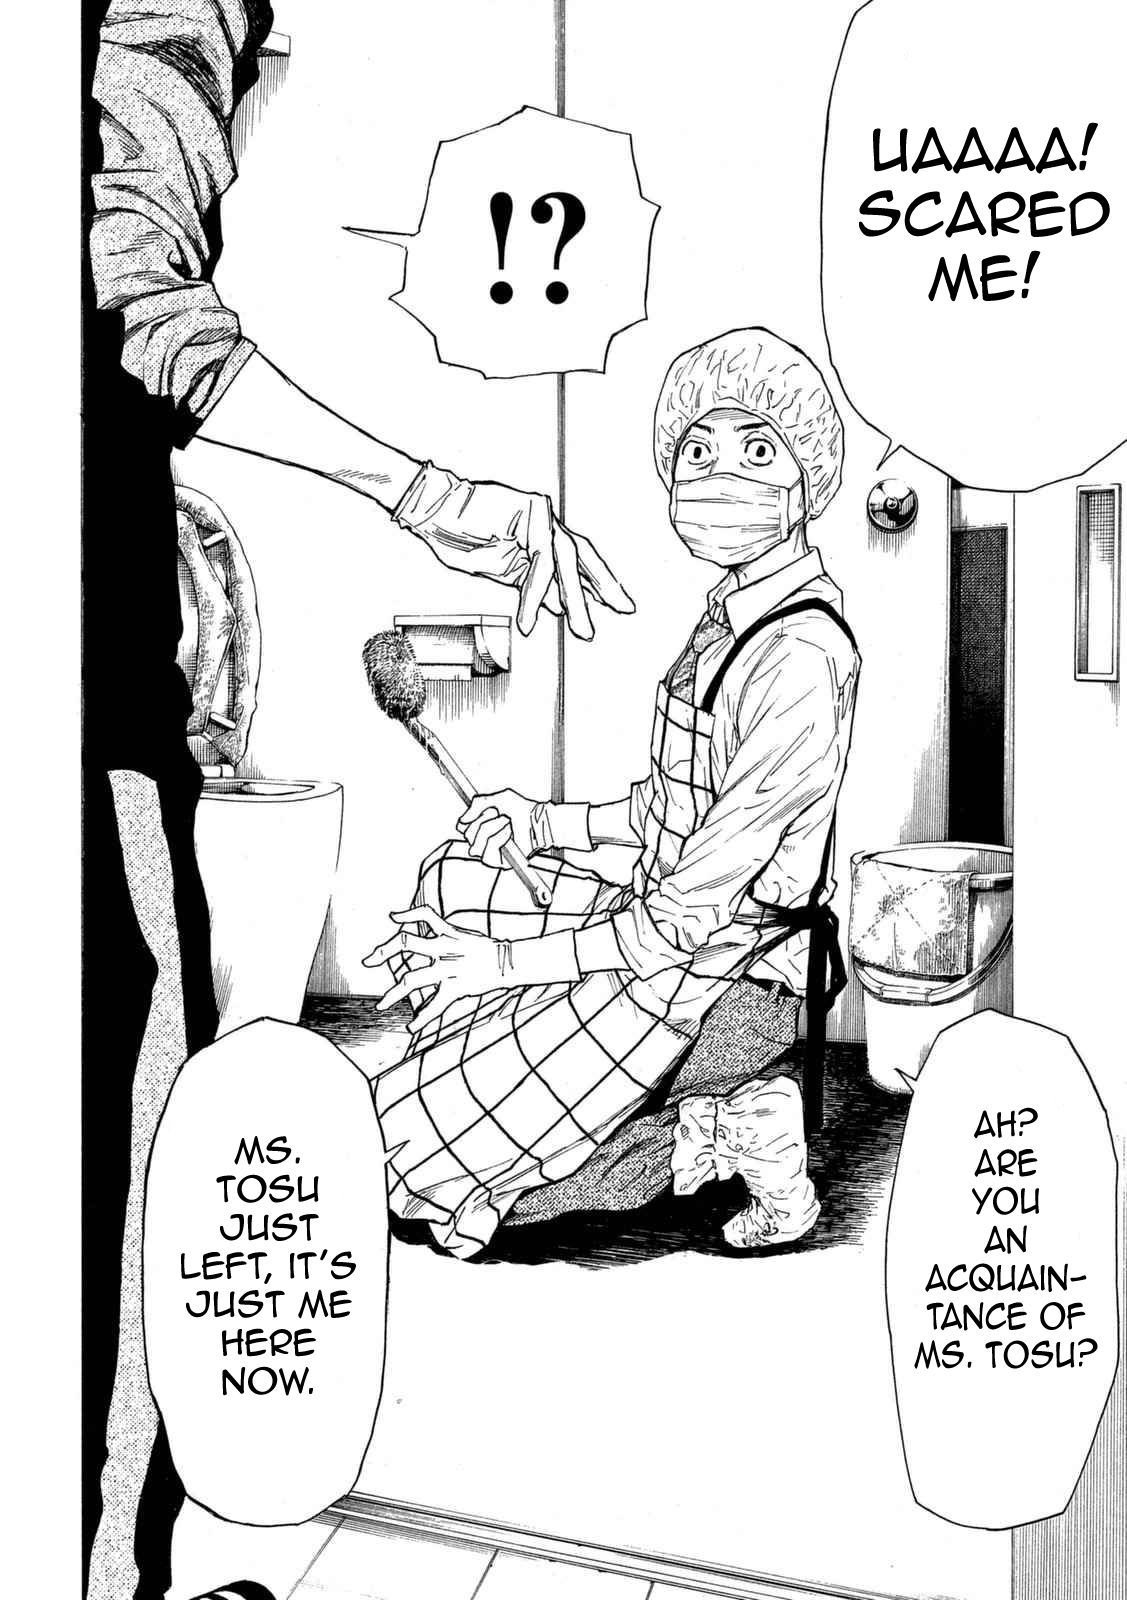 UAAAA!
SCARED
ME!
!?
AH?
ARE
YOU
AN
ACQUAIN-
TANCE OF
MS. TOSU?
MS.
TOSU
JUST
LEFT, IT'S
JUST ME
HERE
NOW.